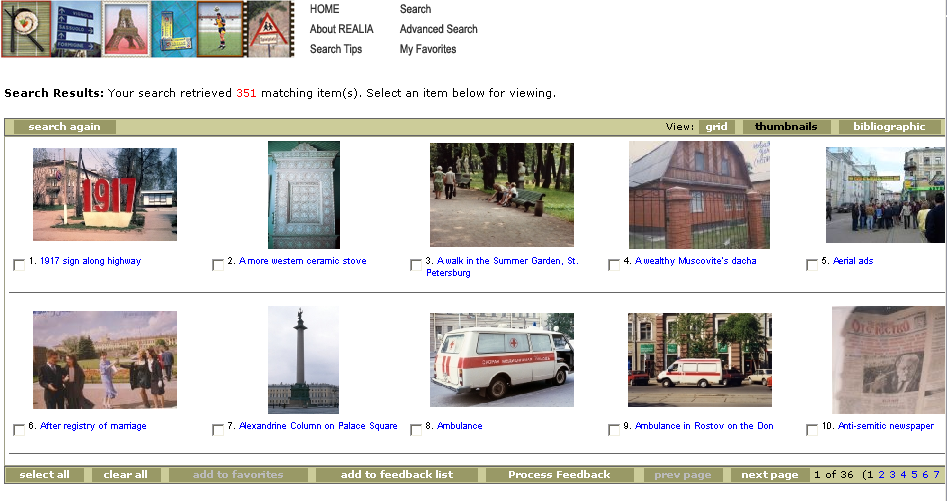 HOME Search
About REALIA Advanced Search
Search Tips My Favorites
Search Results: Your search retrieved 351 matching item(s). Select an item below for viewing.
search again View: grid thumbnails bibliographic
1917
1. 1917 sign along highway
2. A more western ceramic stove
3. A walk in the Summer Garden, St.
Petersburg
4. A wealthy Muscovite's dacha
5. Aerial ads
Отечество
6. After registry of marriage
7. Alexandrine Column on Palace Square
8. Ambulance
9. Ambulance in Rostov on the Don
10. Anti-semitic newspaper
select all clear all add to favorites add to feedback list Process Feedback prev page next page 1 of 36 (1 2 3 4 5 6 7